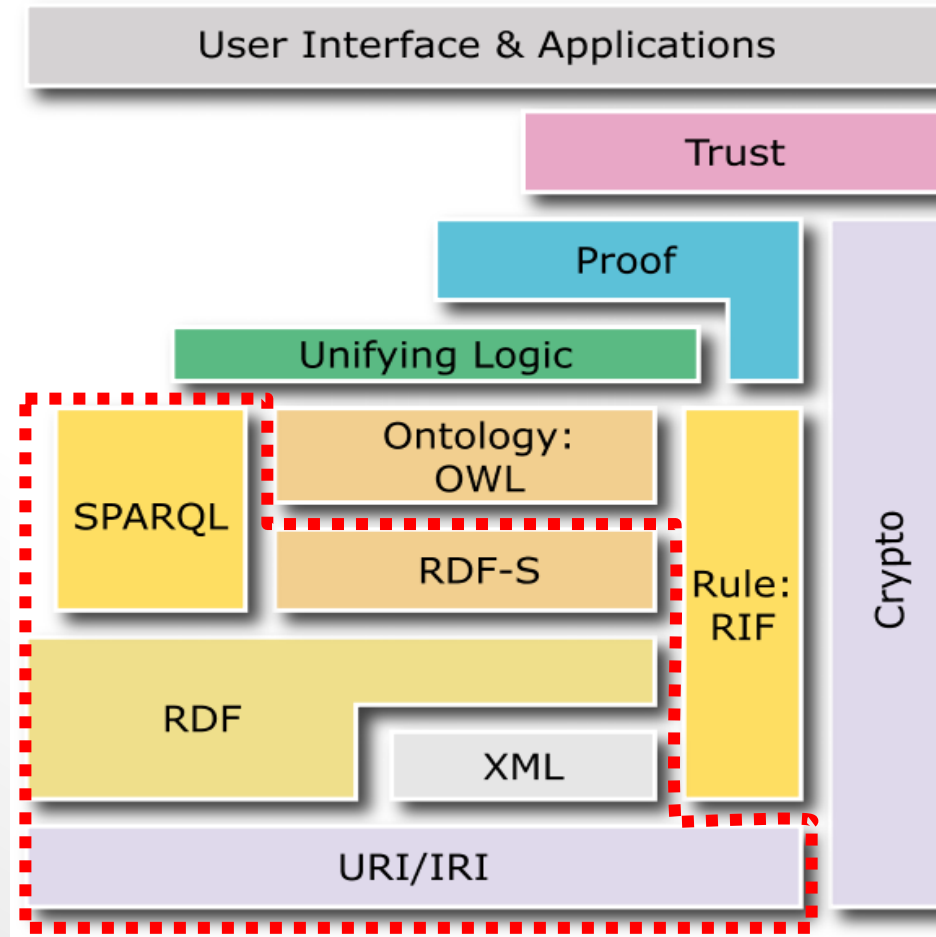 User Interface & Applications
Trust
Proof
Unifying Logic
Ontology:
OWL
SPARQL
RDF-S
Rule:
RIF
Crypto
RDF
XML
URI/IRI